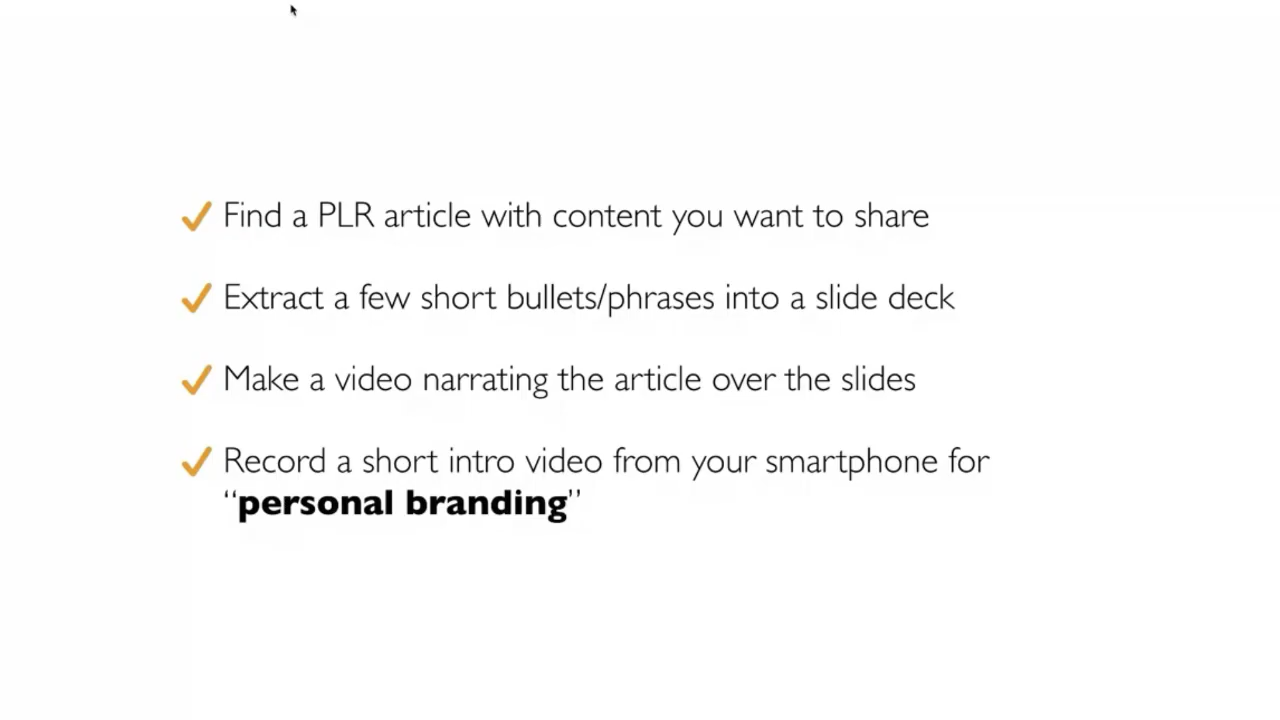 Find a PLR article with content you want to share
Extract a few short bullets/phrases into a slide deck
Make a video narrating the article over the slides
Record a short intro video from your smartphone for
“personal branding”